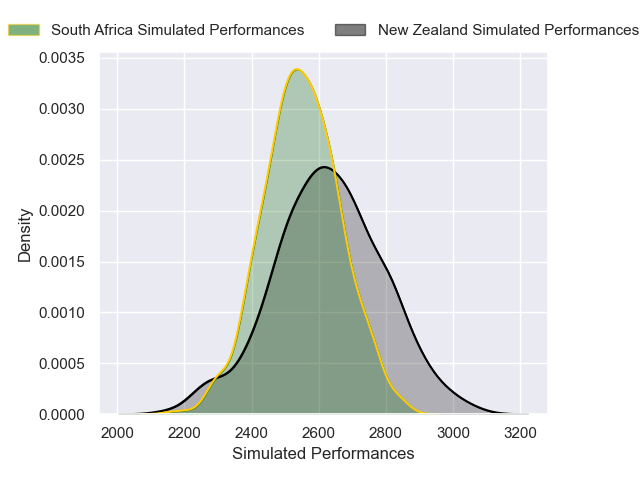 South Africa Simulated Performances New Zealand Simulated Performances
0.0035
0.0030
0.0025
0.0020
0.0015
0.0010
0.0005
0.0000
Density
2000 2200 2400 2600 2800 3000 3200
Simulated Performances